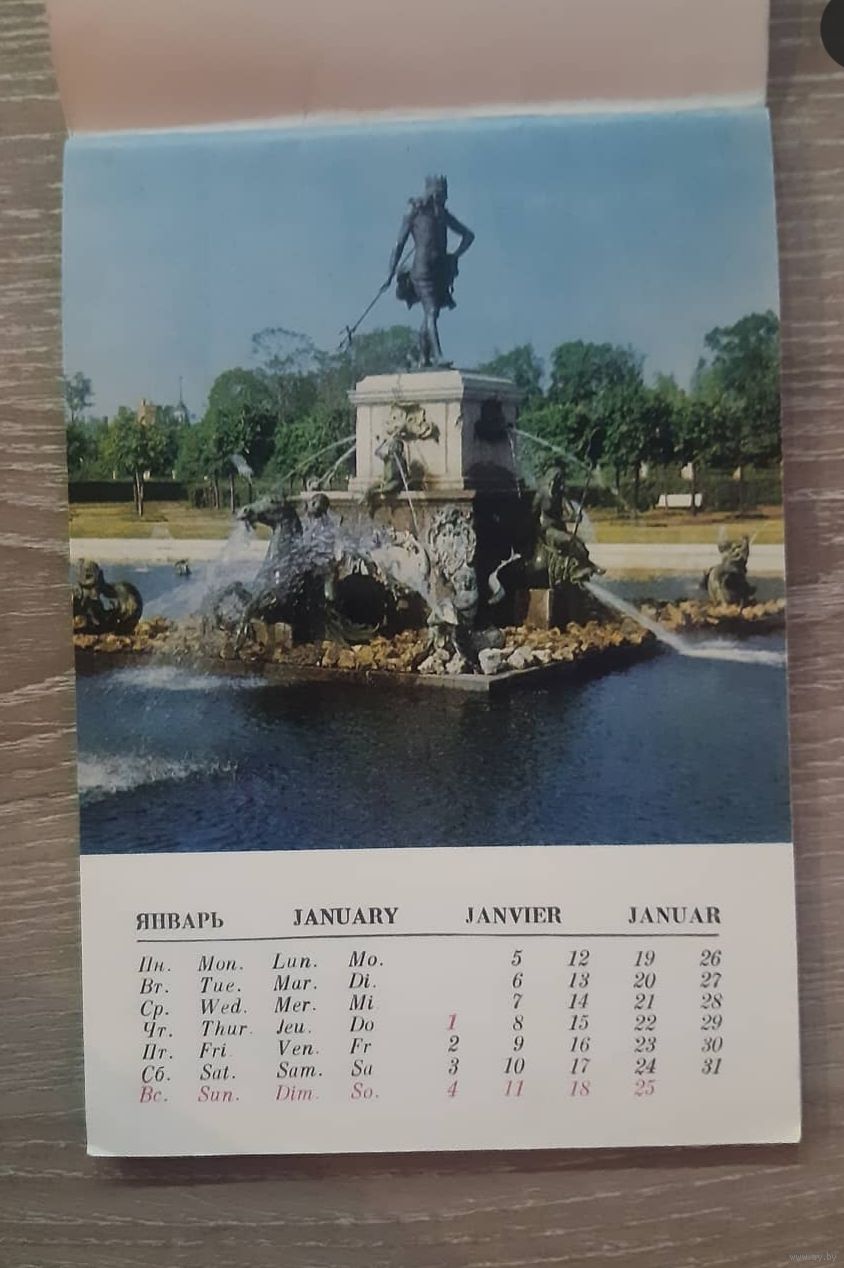 ЯНВАРЬ JANUARY JANVIER JANUAR
Пн. Mon. Lun. Mo. 5 12 19 26
Вт. Tue. Mar. Di. 6 13 20 27
Ср. Wed. Mer. Mi 7 14 21 28
Чт. Thur. Jeu. Do 1 8 15 22 29
Пт. Fri. Ven. Fr 2 9 16 23 30
Сб. Sat. Sam. Sa 3 10 17 24 31
Вс. Sun. Dim. So. 4 11 18 25
www.ay.by